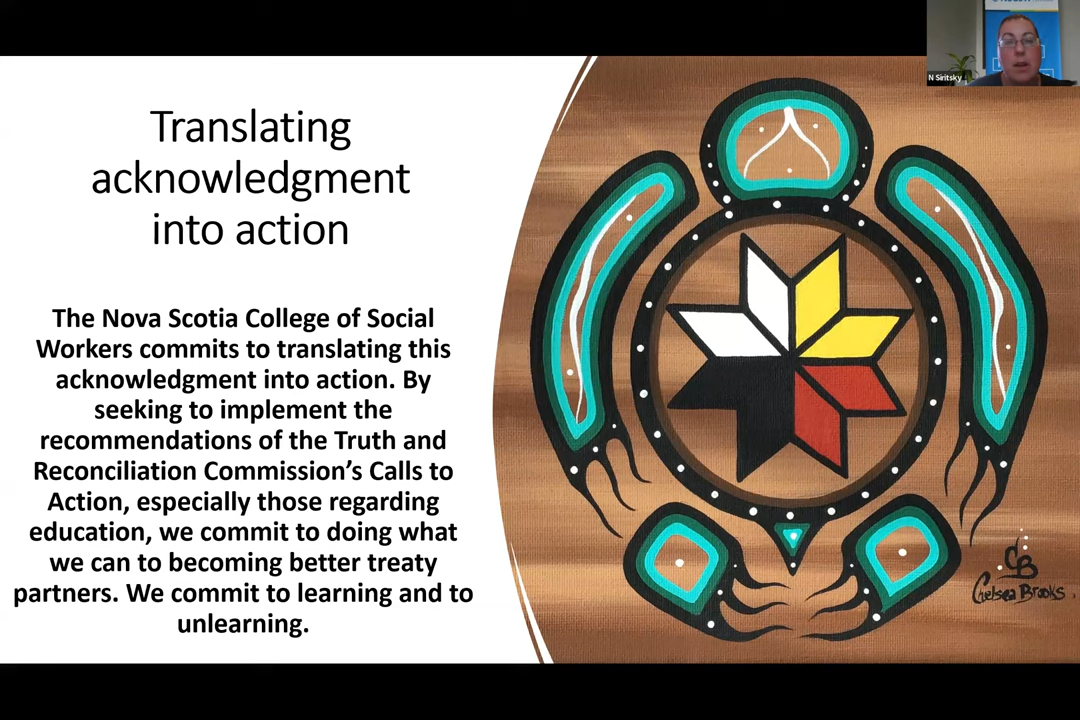 N Siritsky
Translating
acknowledgment
into action
The Nova Scotia College of Social
Workers commits to translating this
acknowledgment into action. By
seeking to implement the
recommendations of the Truth and
Reconciliation Commission’s Calls to
Action, especially those regarding
education, we commit to doing what
we can to becoming better treaty
partners. We commit to learning and to
unlearning.
CB
Chelsea Brooks